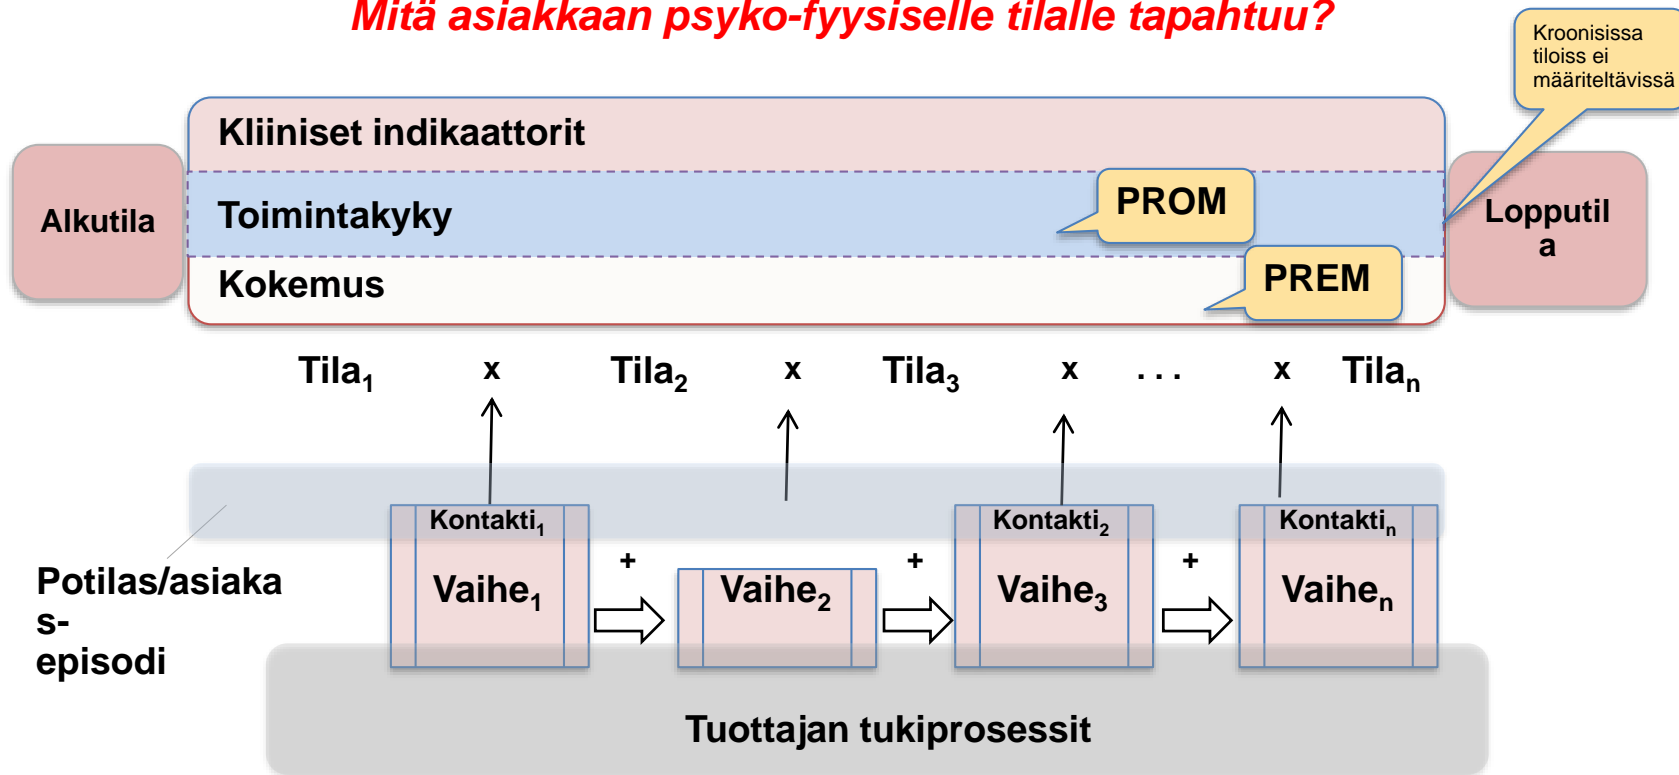 Mitä asiakkaan psyko-fyysiselle tilalle tapahtuu?
Kroonisissa
tiloiss ei
määriteltävissä
Kliiniset indikaattorit
Alkutila
Toimintakyky
PROM
Lopputil
a
Kokemus
PREM
Tila1 x Tila2 x Tila3 x . . . x Tilan
Kontakti1 Kontakti2 Kontaktin
+ + +
Vaihe1 Vaihe2 Vaihe3 Vaihen
Potilas/asiaka
s-
episodi
Tuottajan tukiprosessit